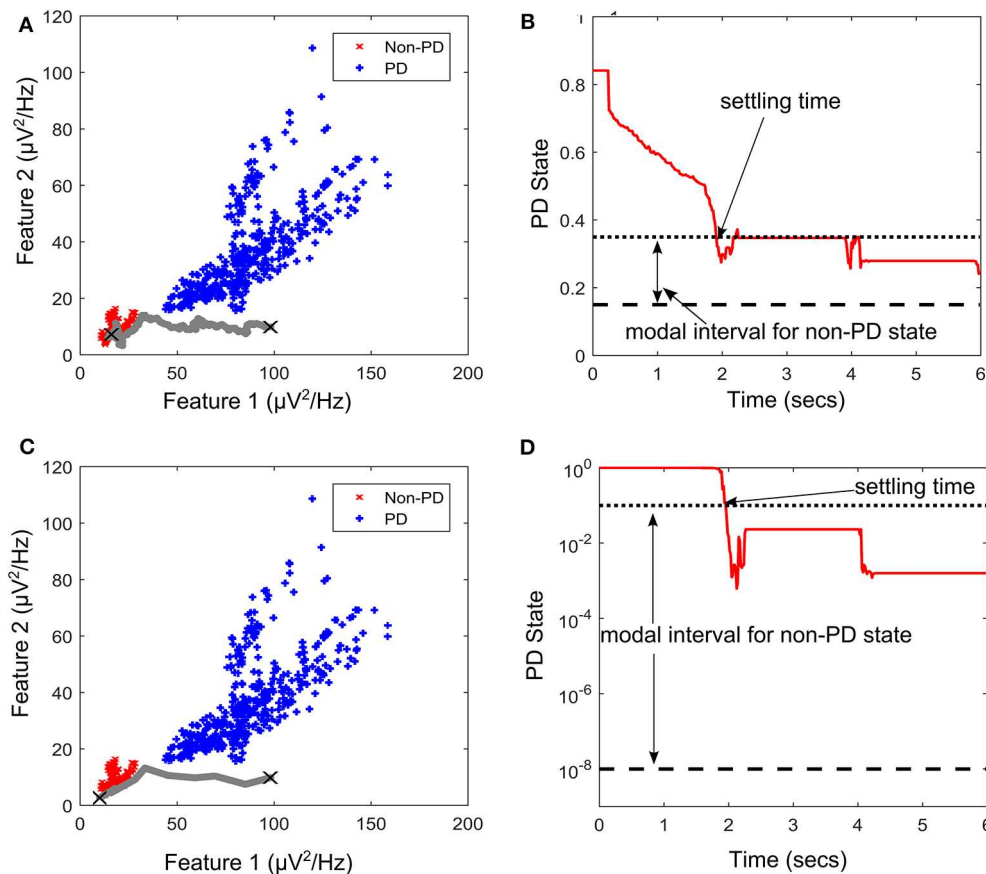 A
120
100
80
60
40
20
0
Feature 2 (µV²/Hz)
Non-PD
PD
0
50
100
150
200
Feature 1 (µV²/Hz)
B
0.8
0.6
0.4
0.2
0
PD State
settling time
modal interval for non-PD state
0
1
2
3
4
5
6
Time (secs)
C
120
100
80
60
40
20
0
Feature 2 (µV²/Hz)
Non-PD
PD
0
50
100
150
200
Feature 1 (µV²/Hz)
D
10⁰
10⁻²
10⁻⁴
10⁻⁶
10⁻⁸
PD State
settling time
modal interval for non-PD state
0
1
2
3
4
5
6
Time (secs)